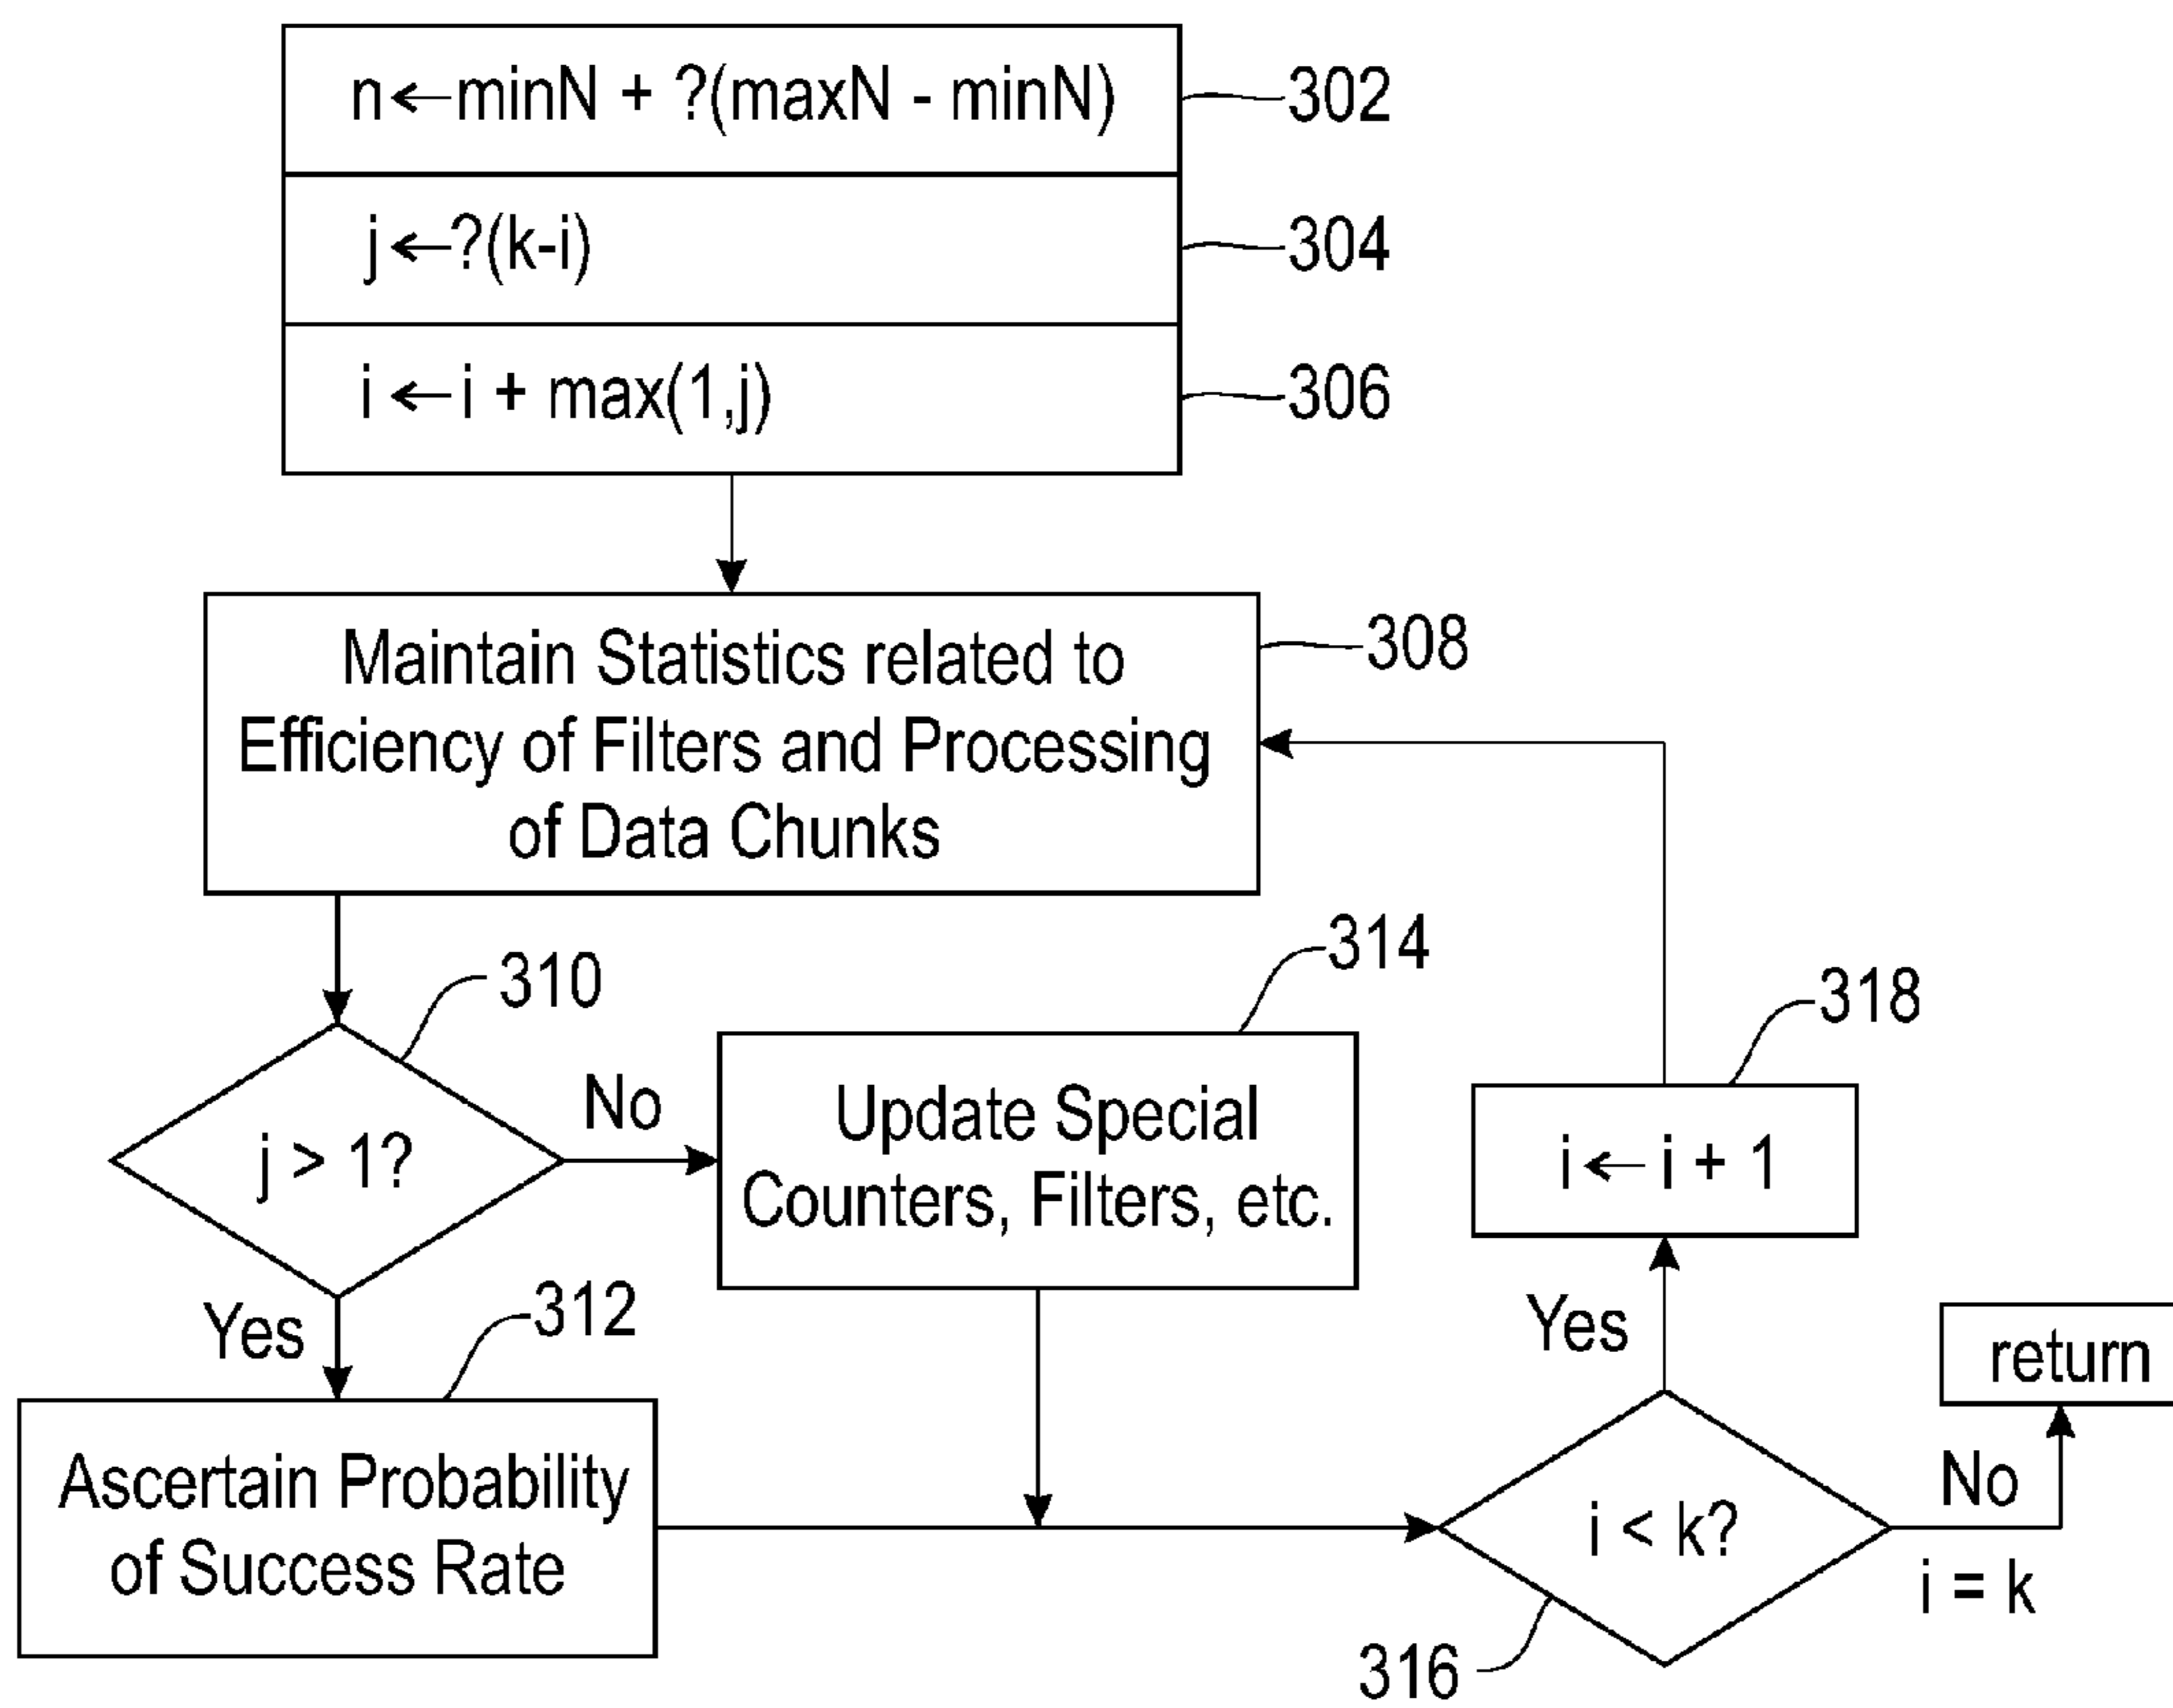 n←minN + ?(maxN - minN)
302
j←?(k-i)
304
i ←i + max(1,j)
306
Maintain Statistics related to
Efficiency of Filters and Processing
of Data Chunks
308
310
j > 1?
No
Yes
314
Update Special
Counters, Filters, etc.
318
i← i + 1
312
Ascertain Probability
of Success Rate
Yes
i < k?
316
No
i = k
return